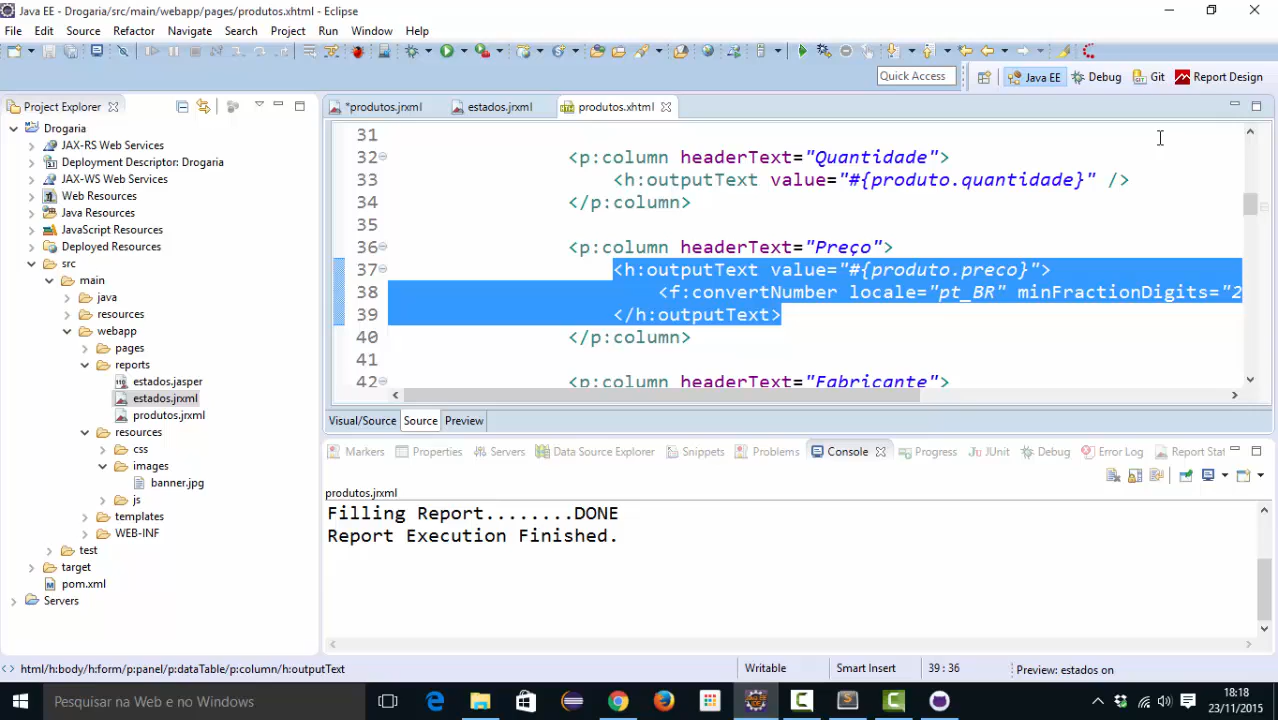 Java EE - Drogaria/src/main/webapp/pages/produtos.xhtml - Eclipse
File Edit Source Refactor Navigate Search Project Run Window Help
Quick Access
Java EE Debug Git Report Design
Project Explorer
*produtos.jrxml estados.jrxml produtos.xhtml
Drogaria
JAX-RS Web Services
Deployment Descriptor: Drogaria
JAX-WS Web Services
Web Resources
Java Resources
JavaScript Resources
Deployed Resources
src
main
java
resources
webapp
pages
reports
estados.jasper
estados.jrxml
produtos.jrxml
resources
css
images
banner.jpg
js
templates
WEB-INF
test
target
pom.xml
Servers
31
32 <p:column headerText="Quantidade">
33 <h:outputText value="#{produto.quantidade}" />
34 </p:column>
35
36 <p:column headerText="Preço">
37 <h:outputText value="#{produto.preco}">
38 <f:convertNumber locale="pt_BR" minFractionDigits="2
39 </h:outputText>
40 </p:column>
41
42 <p:column headerText="Fabricante">
Visual/Source Source Preview
Markers Properties Servers Data Source Explorer Snippets Problems Console Progress JUnit Debug Error Log Report Stat
produtos.jrxml
Filling Report........DONE
Report Execution Finished.
html/h:body/h:form/p:panel/p:dataTable/p:column/h:outputText
Writable Smart Insert 39 : 36 Preview: estados on
Pesquisar na Web e no Windows
18:18
23/11/2015